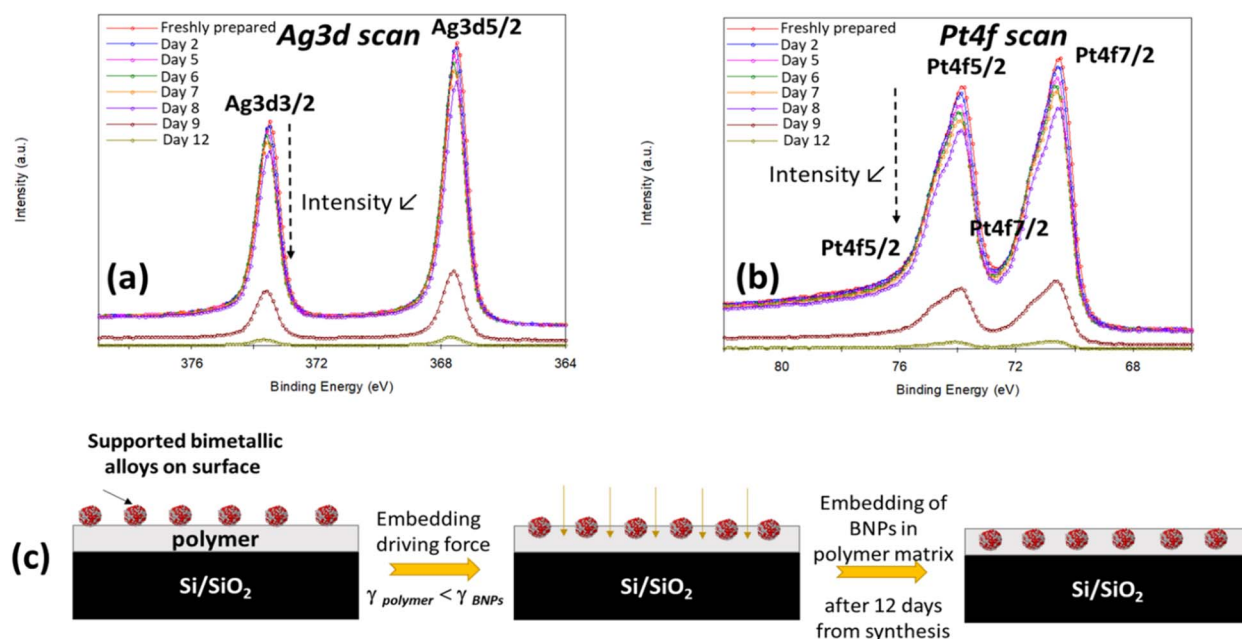 Ag3d scan
Freshly prepared
Day 2
Day 5
Day 6
Day 7
Day 8
Day 9
Day 12
Ag3d5/2
Ag3d3/2
Intensity ↙
(a)
Intensity (a.u.)
376
372
368
364
Binding Energy (eV)
Pt4f scan
Freshly prepared
Day 2
Day 5
Day 6
Day 7
Day 8
Day 9
Day 12
Pt4f5/2
Pt4f7/2
Intensity ↙
Pt4f5/2
Pt4f7/2
(b)
Intensity (a.u.)
80
76
72
68
Binding Energy (eV)
(c)
Supported bimetallic
alloys on surface
polymer
Si/SiO₂
Embedding
driving force
γ polymer < γ BNPs
Si/SiO₂
Embedding of
BNPs in
polymer matrix
after 12 days
from synthesis
Si/SiO₂